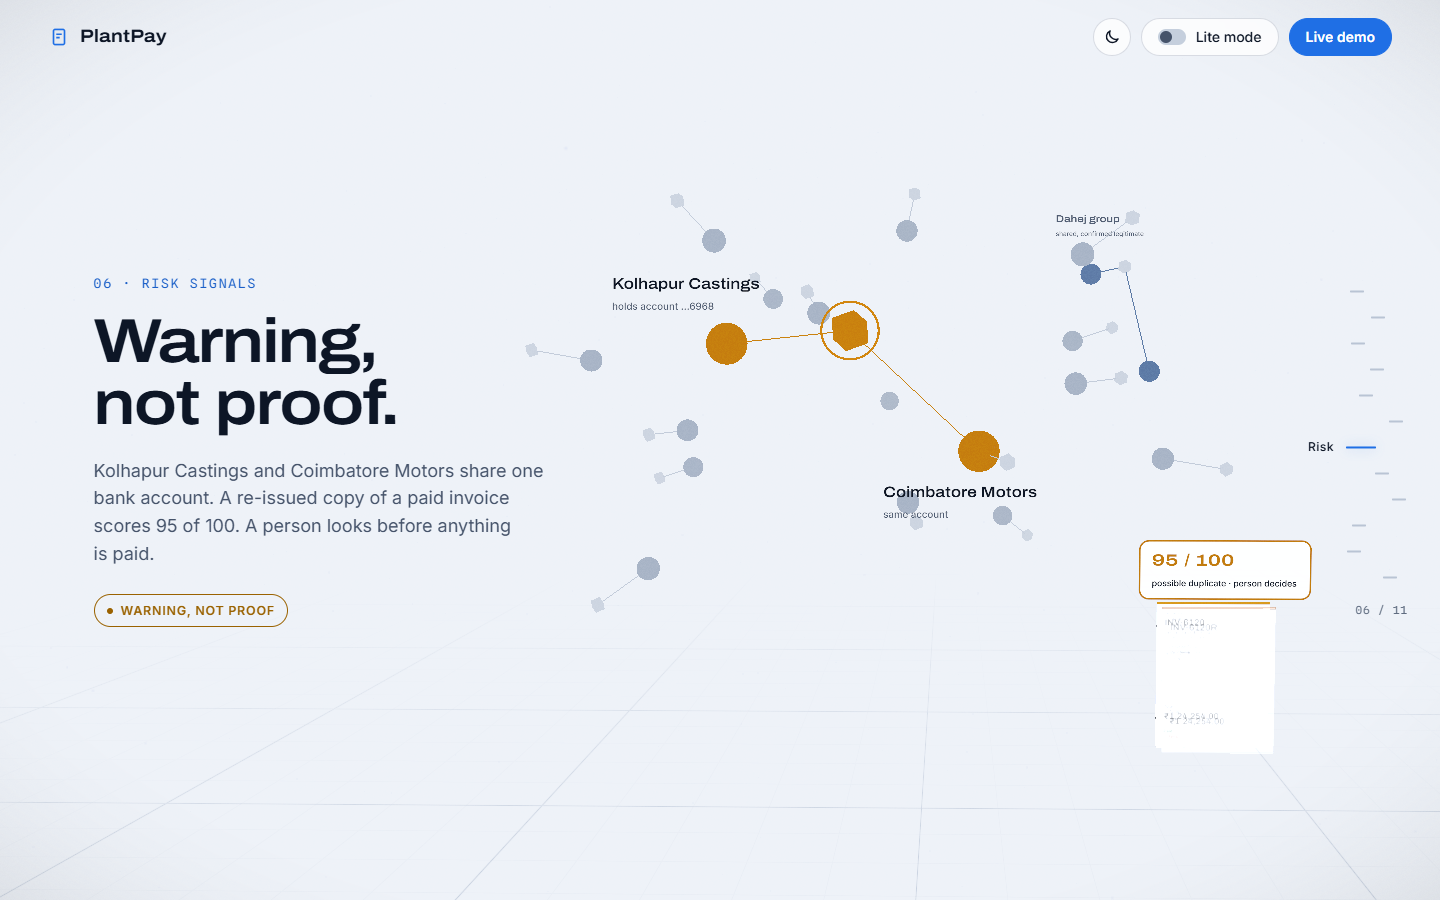 PlantPay
Lite mode
Live demo
Dahej group
shared, confirmed legitimate
06 · RISK SIGNALS
Kolhapur Castings
holds account ...6968
Warning,
not proof.
Risk
Kolhapur Castings and Coimbatore Motors share one
bank account. A re-issued copy of a paid invoice
scores 95 of 100. A person looks before anything
is paid.
Coimbatore Motors
same account
95 / 100
possible duplicate · person decides
WARNING, NOT PROOF
06 / 11